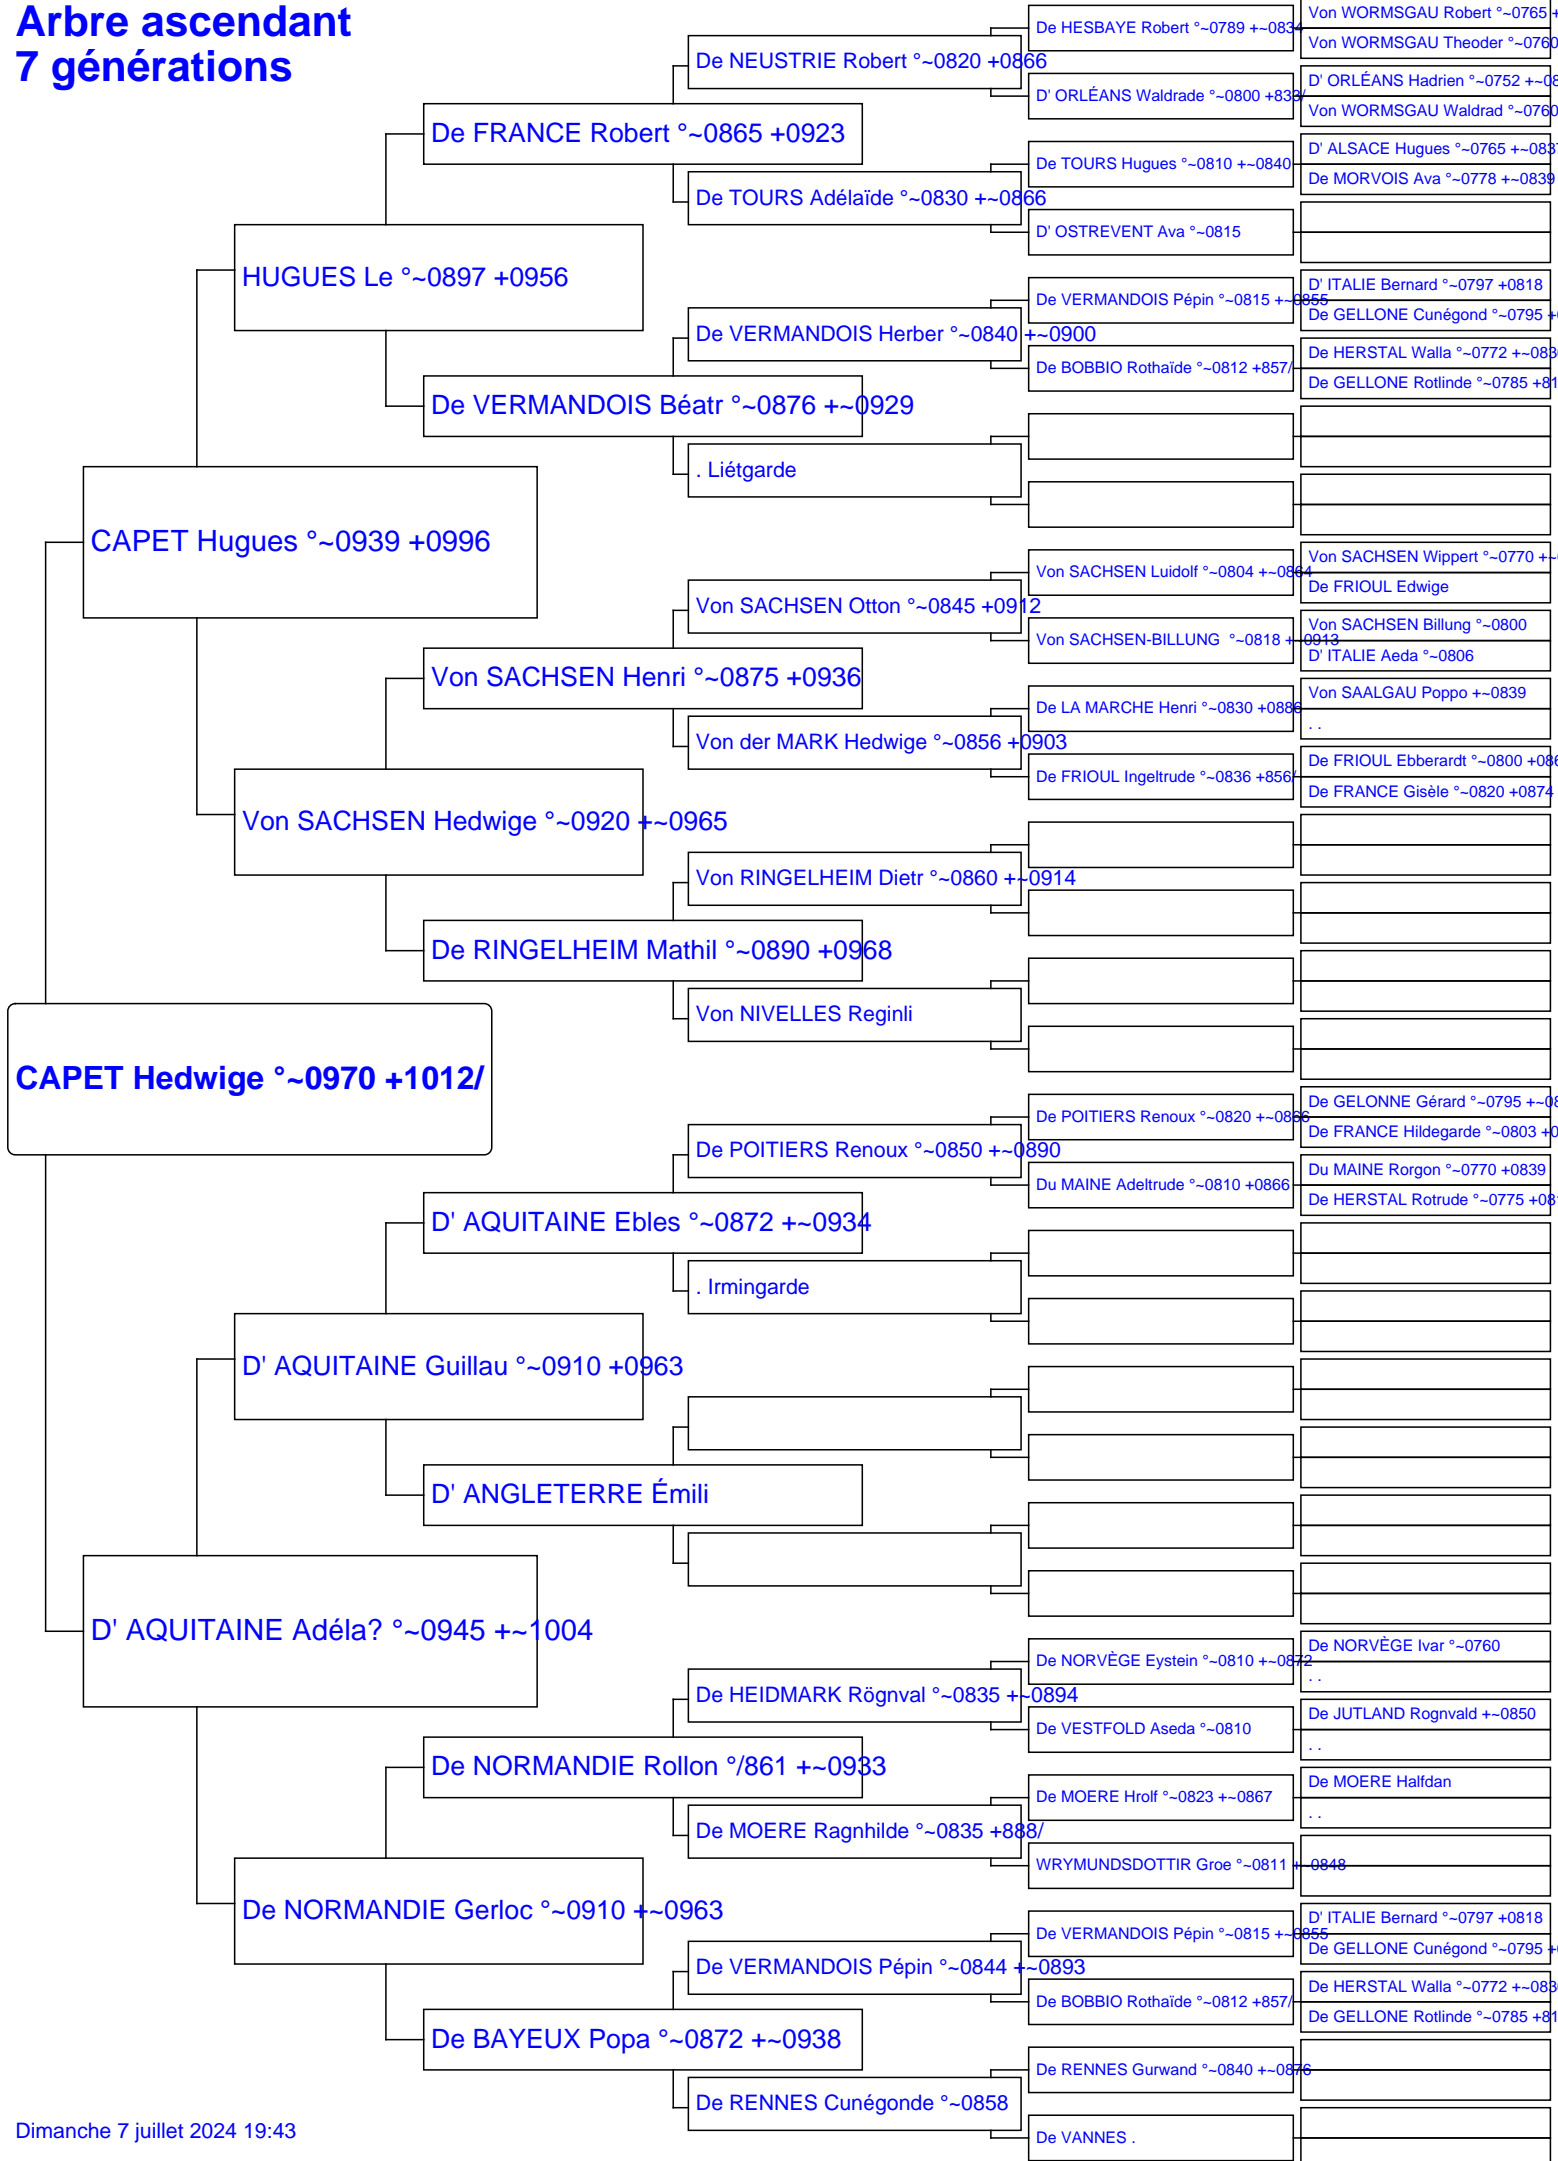 Arbre ascendant
7 générations
CAPET Hedwige °~0970 +1012/
CAPET Hugues °~0939 +0996
D' AQUITAINE Adéla? °~0945 +~1004
HUGUES Le °~0897 +0956
Von SACHSEN Hedwige °~0920 +~0965
D' AQUITAINE Guillau °~0910 +0963
De NORMANDIE Gerloc °~0910 +~0963
De FRANCE Robert °~0865 +0923
De VERMANDOIS Béatr °~0876 +~0929
Von SACHSEN Henri °~0875 +0936
De RINGELHEIM Mathil °~0890 +0968
D' AQUITAINE Ebles °~0872 +~0934
D' ANGLETERRE Émili
De NORMANDIE Rollon °/861 +~0933
De BAYEUX Popa °~0872 +~0938
De NEUSTRIE Robert °~0820 +0866
De TOURS Adélaïde °~0830 +~0866
De VERMANDOIS Herber °~0840 +~0900
. Liétgarde
Von SACHSEN Otton °~0845 +0912
Von der MARK Hedwige °~0856 +0903
Von RINGELHEIM Dietr °~0860 +~0914
Von NIVELLES Reginli
De POITIERS Renoux °~0850 +~0890
. Irmingarde
De HEIDMARK Rögnval °~0835 +~0894
De MOERE Ragnhilde °~0835 +888/
De VERMANDOIS Pépin °~0844 +~0893
De RENNES Cunégonde °~0858
De HESBAYE Robert °~0789 +~0834
D' ORLÉANS Waldrade °~0800 +833/
De TOURS Hugues °~0810 +~0840
D' OSTREVENT Ava °~0815
De VERMANDOIS Pépin °~0815 +~0855
De BOBBIO Rothaïde °~0812 +857/
Von SACHSEN Luidolf °~0804 +~0864
Von SACHSEN-BILLUNG °~0818 +~0913
De LA MARCHE Henri °~0830 +0886
De FRIOUL Ingeltrude °~0836 +856/
De POITIERS Renoux °~0820 +~0866
Du MAINE Adeltrude °~0810 +0866
De NORVÈGE Eystein °~0810 +~0872
De VESTFOLD Aseda °~0810
De MOERE Hrolf °~0823 +~0867
WRYMUNDSDOTTIR Groe °~0811 +~0848
De VERMANDOIS Pépin °~0815 +~0855
De BOBBIO Rothaïde °~0812 +857/
De RENNES Gurwand °~0840 +~0876
De VANNES .
Von WORMSGAU Robert °~0765 +
Von WORMSGAU Theoder °~0760
D' ORLÉANS Hadrien °~0752 +~08
Von WORMSGAU Waldrad °~0760
D' ALSACE Hugues °~0765 +~0837
De MORVOIS Ava °~0778 +~0839
D' ITALIE Bernard °~0797 +0818
De GELLONE Cunégond °~0795 +
De HERSTAL Walla °~0772 +~083
De GELLONE Rotlinde °~0785 +81
Von SACHSEN Wippert °~0770 +~
De FRIOUL Edwige
Von SACHSEN Billung °~0800
D' ITALIE Aeda °~0806
Von SAALGAU Poppo +~0839
. .
De FRIOUL Ebberardt °~0800 +086
De FRANCE Gisèle °~0820 +0874
De GELONNE Gérard °~0795 +~08
De FRANCE Hildegarde °~0803 +0
Du MAINE Rorgon °~0770 +0839
De HERSTAL Rotrude °~0775 +081
De NORVÈGE Ivar °~0760
. .
De JUTLAND Rognvald +~0850
. .
De MOERE Halfdan
. .
D' ITALIE Bernard °~0797 +0818
De GELLONE Cunégond °~0795 +
De HERSTAL Walla °~0772 +~083
De GELLONE Rotlinde °~0785 +81
Dimanche 7 juillet 2024 19:43